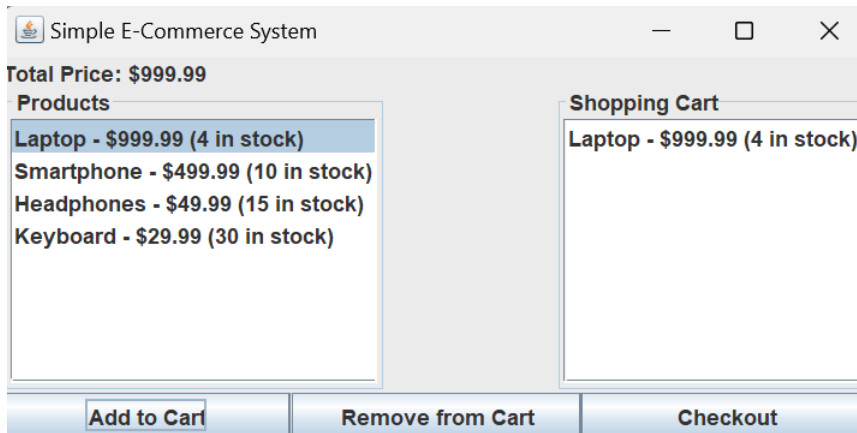 Simple E-Commerce System
Total Price: $999.99
Products
Laptop - $999.99 (4 in stock)
Smartphone - $499.99 (10 in stock)
Headphones - $49.99 (15 in stock)
Keyboard - $29.99 (30 in stock)
Shopping Cart
Laptop - $999.99 (4 in stock)
Add to Cart
Remove from Cart
Checkout